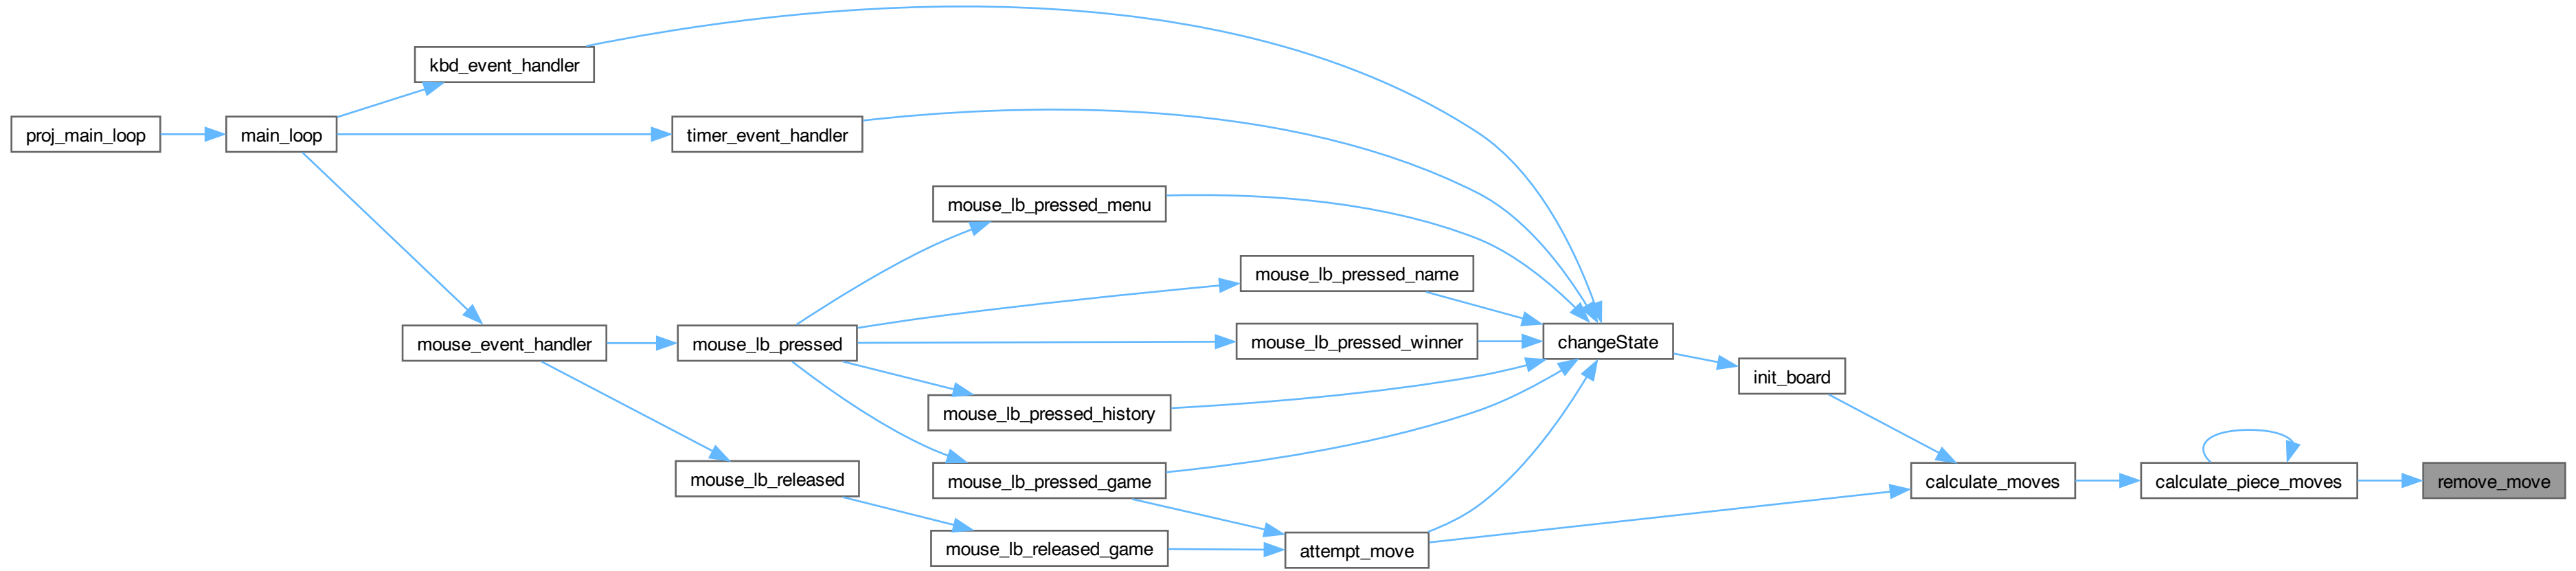 kbd_event_handler
proj_main_loop
main_loop
timer_event_handler
mouse_lb_pressed_menu
mouse_lb_pressed_name
mouse_event_handler
mouse_lb_pressed
mouse_lb_pressed_winner
changeState
init_board
mouse_lb_pressed_history
mouse_lb_released
mouse_lb_pressed_game
calculate_moves
calculate_piece_moves
remove_move
mouse_lb_released_game
attempt_move